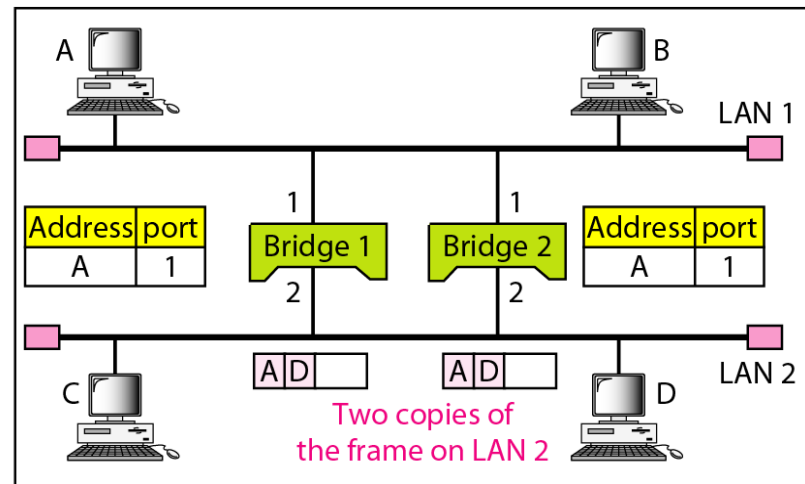 A B
LAN 1
1 1
Address port Bridge 1 Bridge 2 Address port
A 1 A 1
2 2
A D A D
LAN 2
C D
Two copies of
the frame on LAN 2